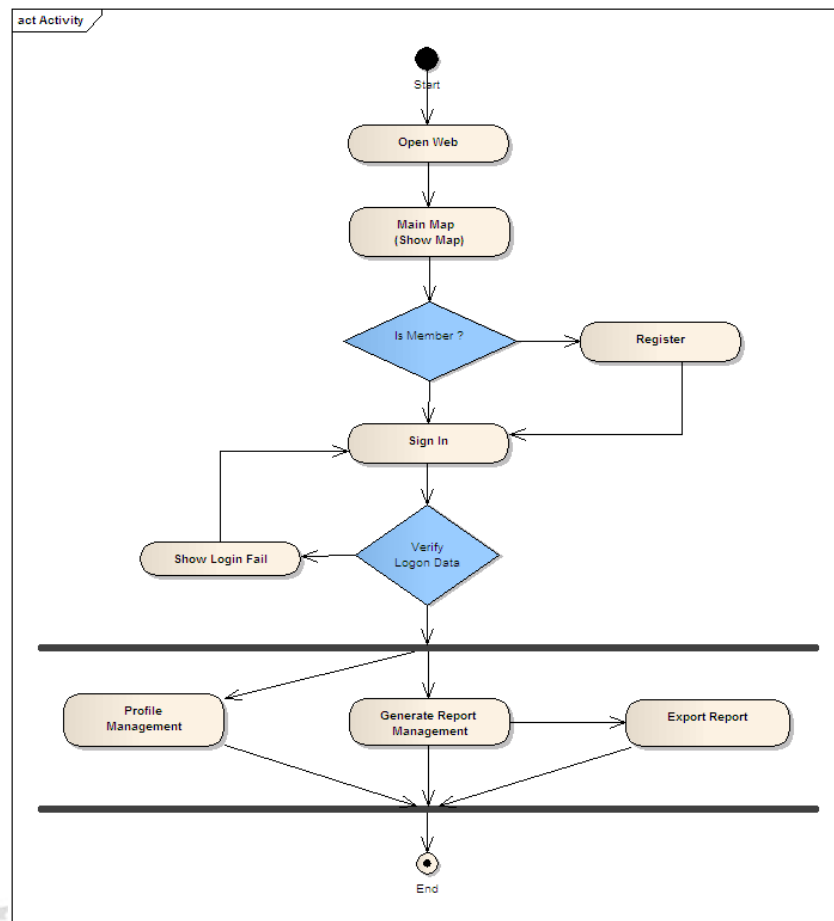 act Activity
Start
Open Web
Main Map
(Show Map)
Is Member ?
Register
Sign In
Verify
Logon Data
Show Login Fail
Profile
Management
Generate Report
Management
Export Report
End